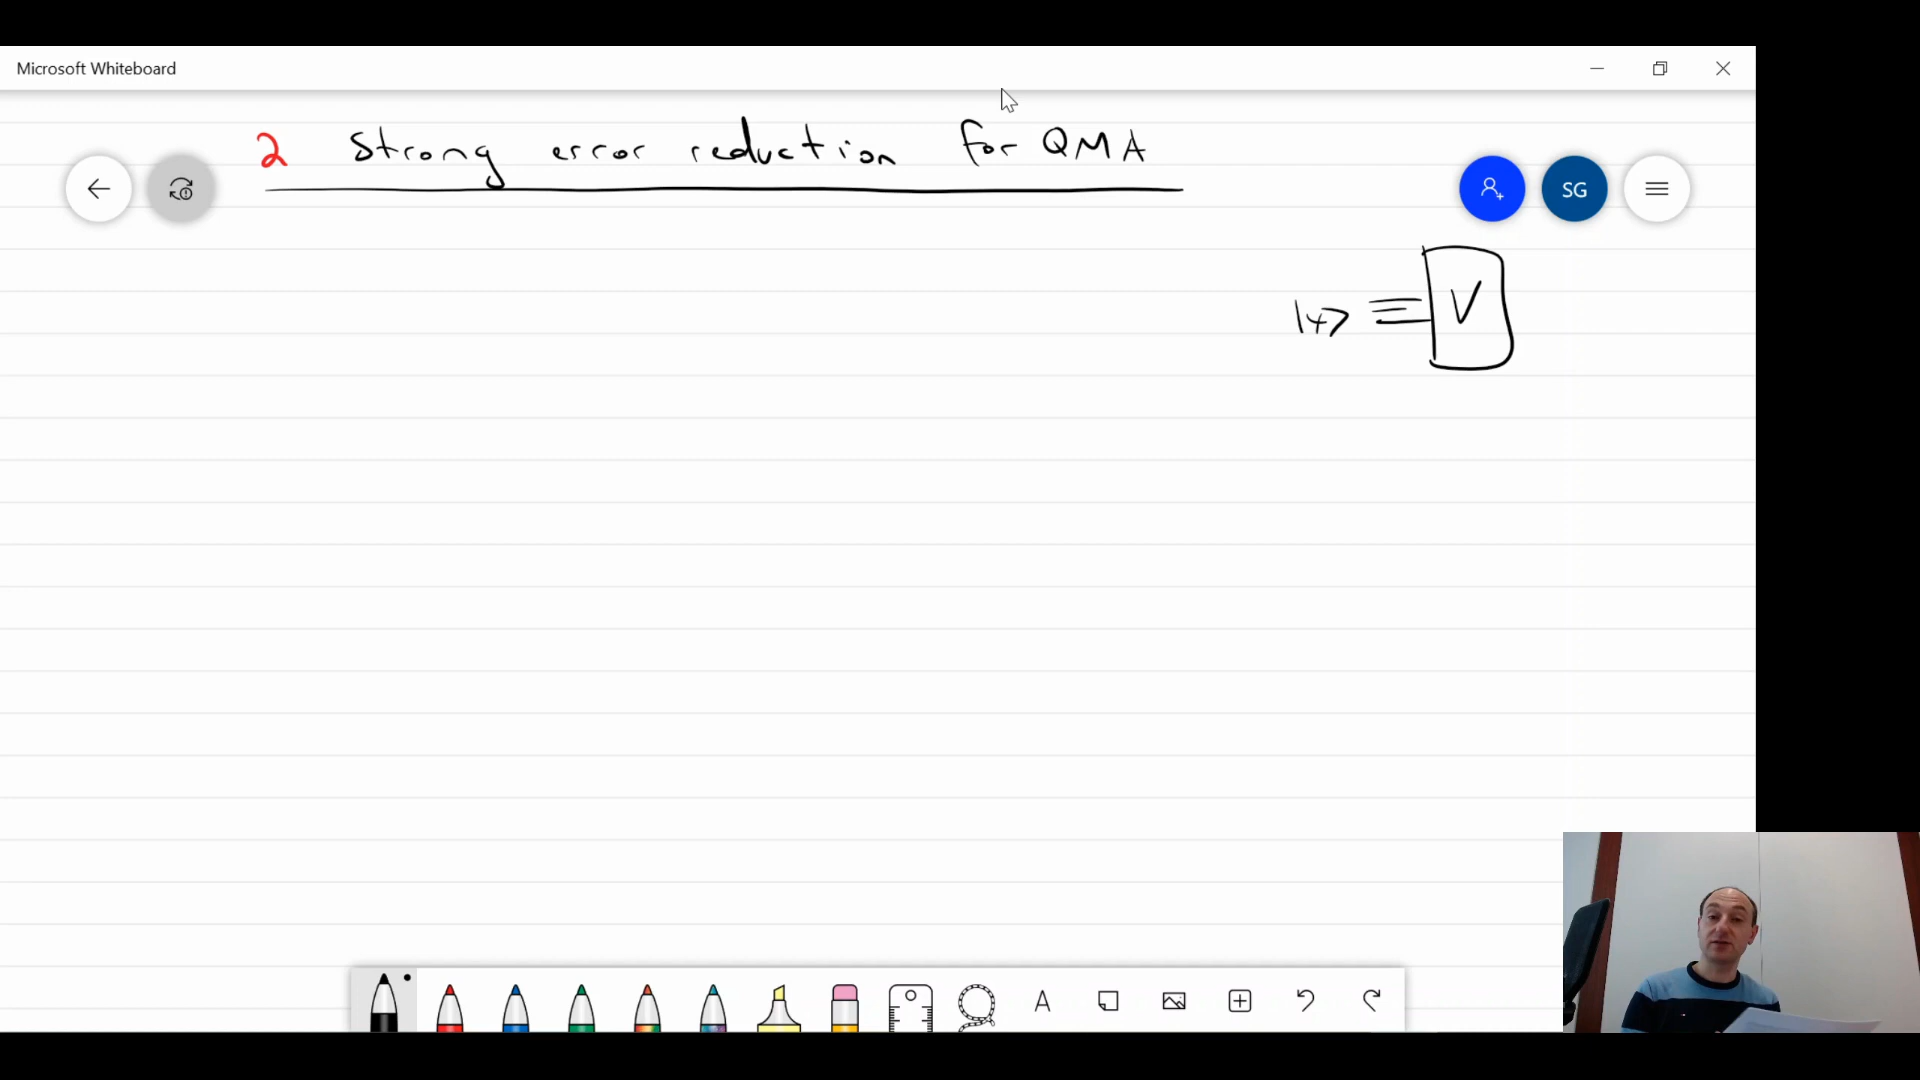 Microsoft Whiteboard
2 Strong error reduction for QMA
SG
|ψ> V
A